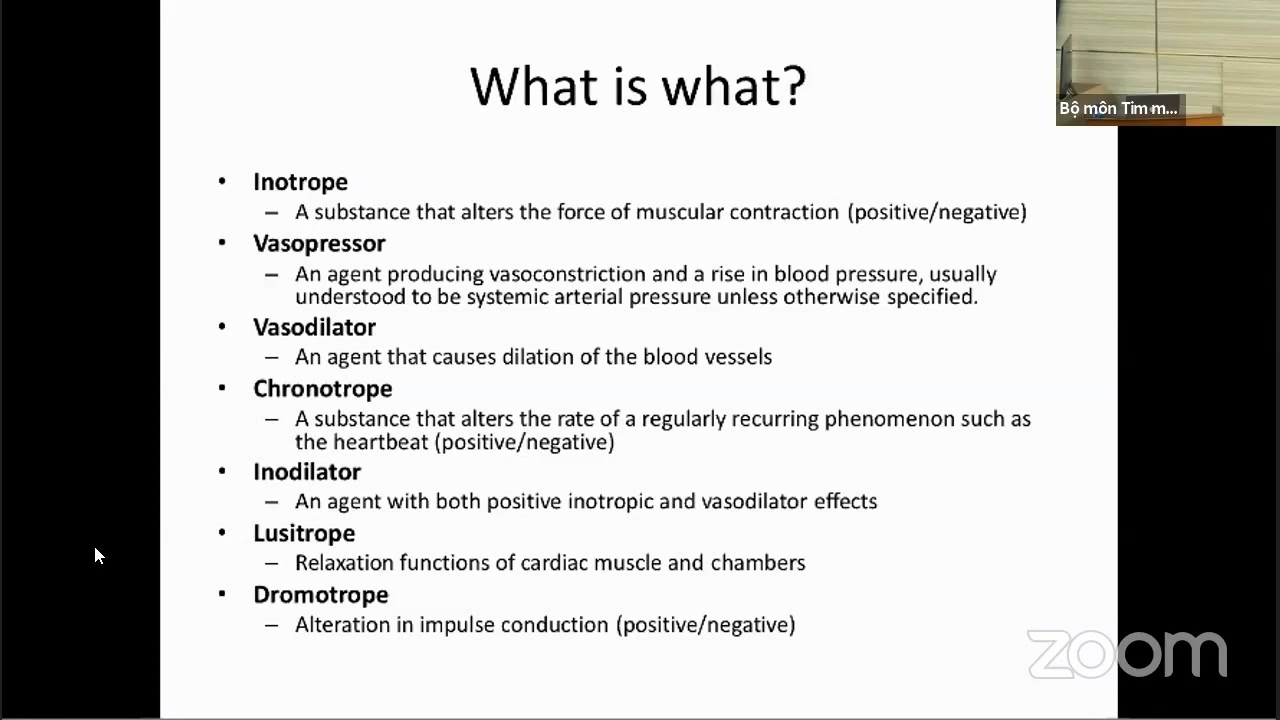 What is what?
Bộ môn Tim m...
• Inotrope
– A substance that alters the force of muscular contraction (positive/negative)
• Vasopressor
– An agent producing vasoconstriction and a rise in blood pressure, usually
understood to be systemic arterial pressure unless otherwise specified.
• Vasodilator
– An agent that causes dilation of the blood vessels
• Chronotrope
– A substance that alters the rate of a regularly recurring phenomenon such as
the heartbeat (positive/negative)
• Inodilator
– An agent with both positive inotropic and vasodilator effects
• Lusitrope
– Relaxation functions of cardiac muscle and chambers
• Dromotrope
– Alteration in impulse conduction (positive/negative)
zoom